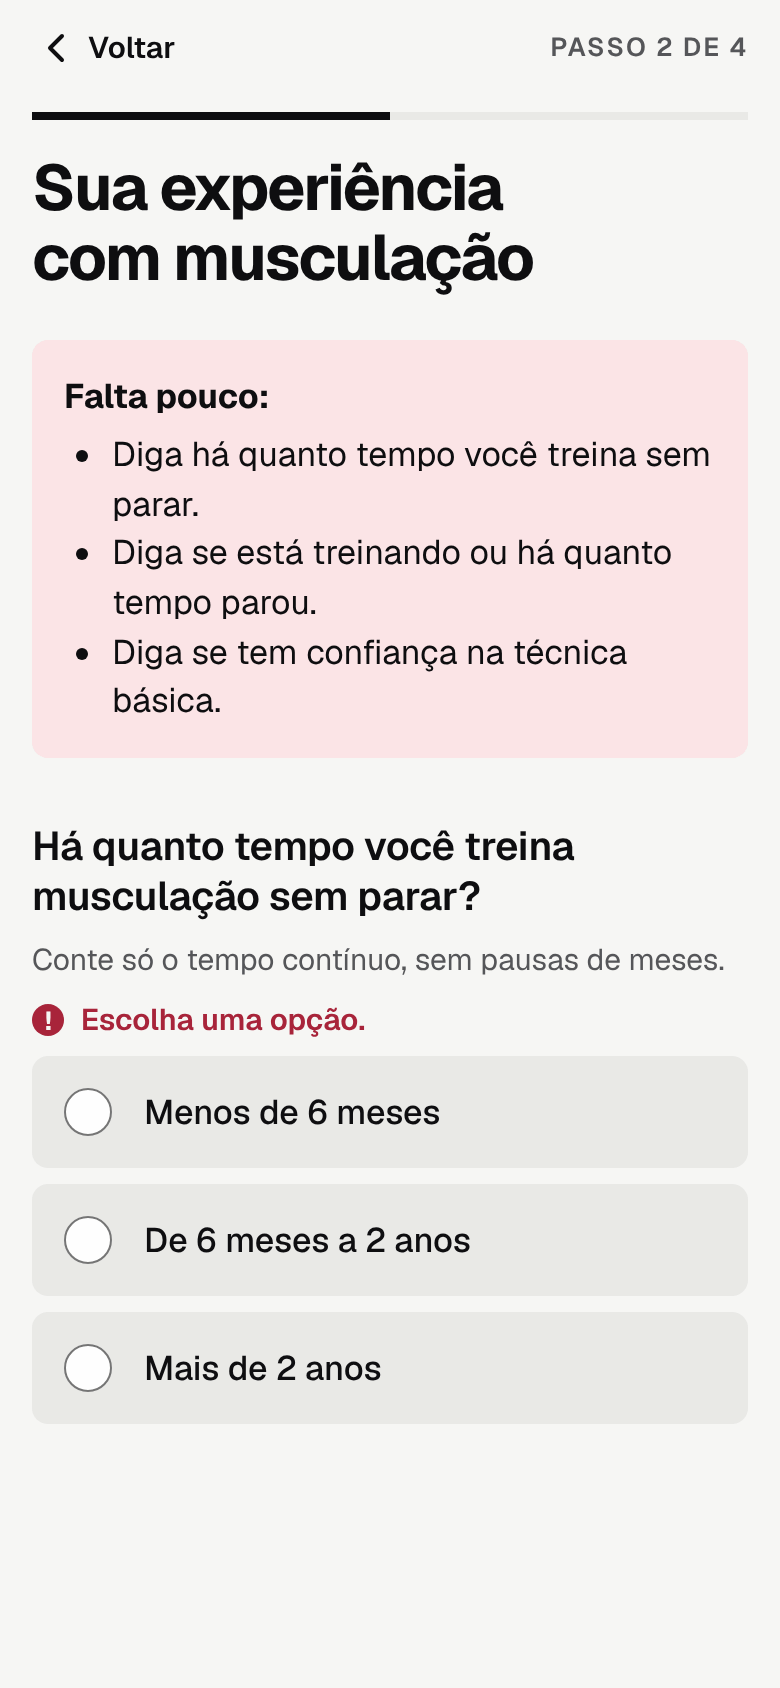 Voltar
PASSO 2 DE 4
Sua experiência
com musculação
Falta pouco:
Diga há quanto tempo você treina sem
parar.
Diga se está treinando ou há quanto
tempo parou.
Diga se tem confiança na técnica
básica.
Há quanto tempo você treina
musculação sem parar?
Conte só o tempo contínuo, sem pausas de meses.
Escolha uma opção.
Menos de 6 meses
De 6 meses a 2 anos
Mais de 2 anos